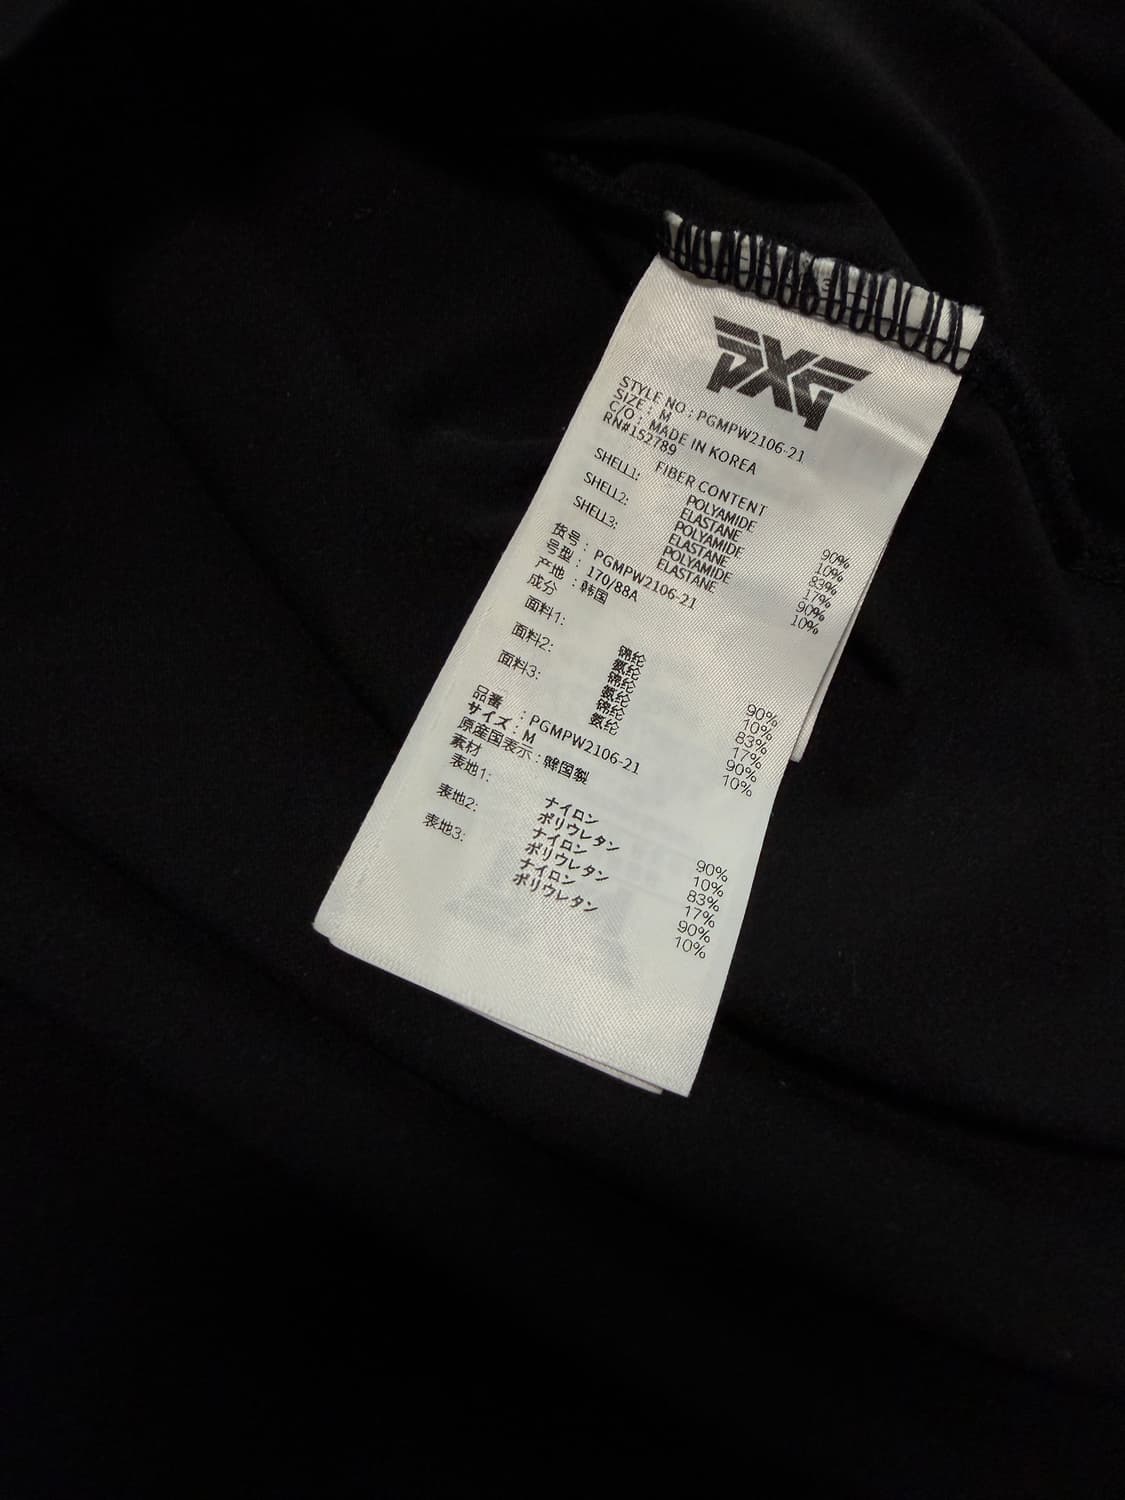 PXG
STYLE NO : PGMPW2106-21
SIZE : M
C/O : MADE IN KOREA
RN#152789
FIBER CONTENT
SHELL1: POLYAMIDE 90%
ELASTANE 10%
SHELL2: POLYAMIDE 83%
ELASTANE 17%
SHELL3: POLYAMIDE 90%
ELASTANE 10%
货号 : PGMPW2106-21
号型 : 170/88A
产地 : 韩国
成分
面料1: 锦纶 90%
氨纶 10%
面料2: 锦纶 83%
氨纶 17%
面料3: 锦纶 90%
氨纶 10%
品番 : PGMPW2106-21
サイズ : M
原産国表示 : 韓国製
素材
表地1: ナイロン 90%
ポリウレタン 10%
表地2: ナイロン 83%
ポリウレタン 17%
表地3: ナイロン 90%
ポリウレタン 10%